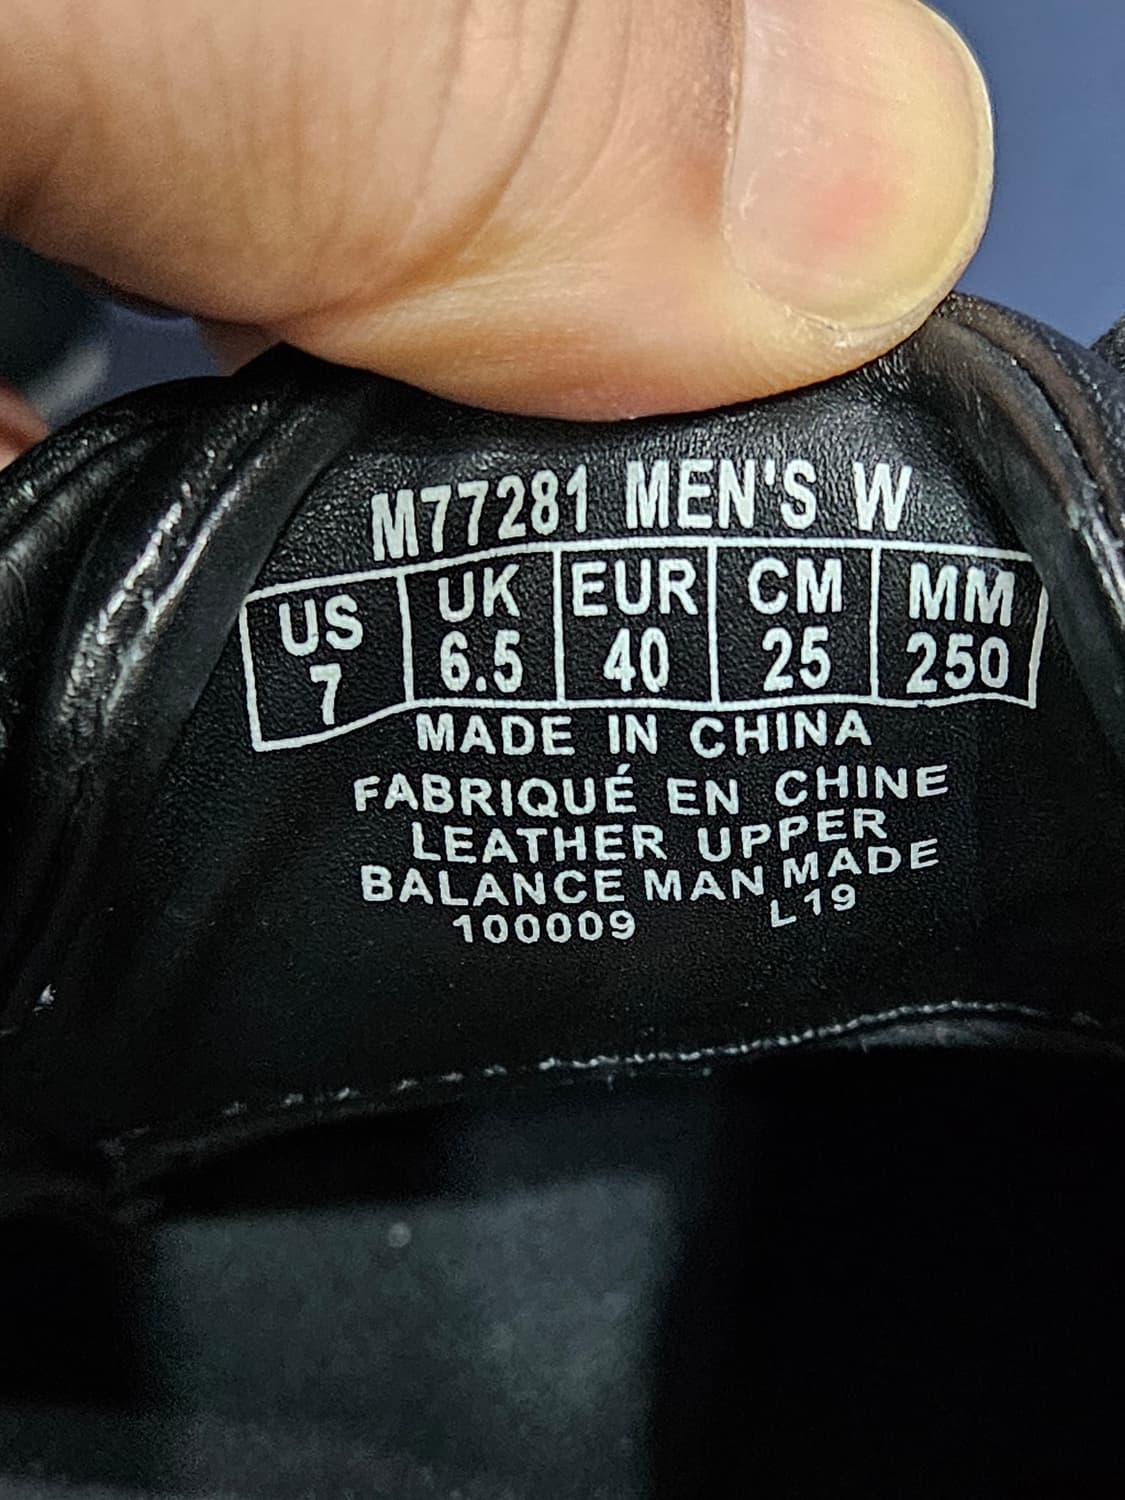 M77281 MEN'S W
US UK EUR CM MM
7 6.5 40 25 250
MADE IN CHINA
FABRIQUÉ EN CHINE
LEATHER UPPER
BALANCE MAN MADE
100009 L19